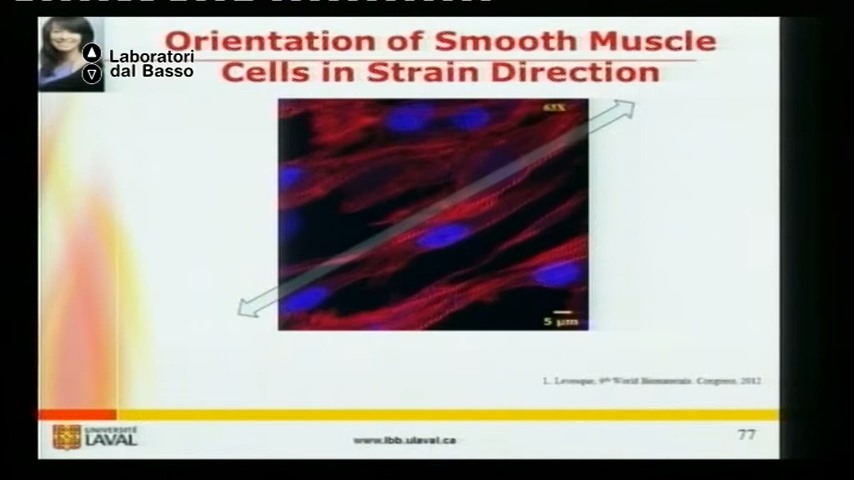 Laboratori
dal Basso
Orientation of Smooth Muscle
Cells in Strain Direction
63X
5 µm
L. Levesque, 9th World Biomaterials Congress, 2012
UNIVERSITÉ
LAVAL
www.lbb.ulaval.ca
77